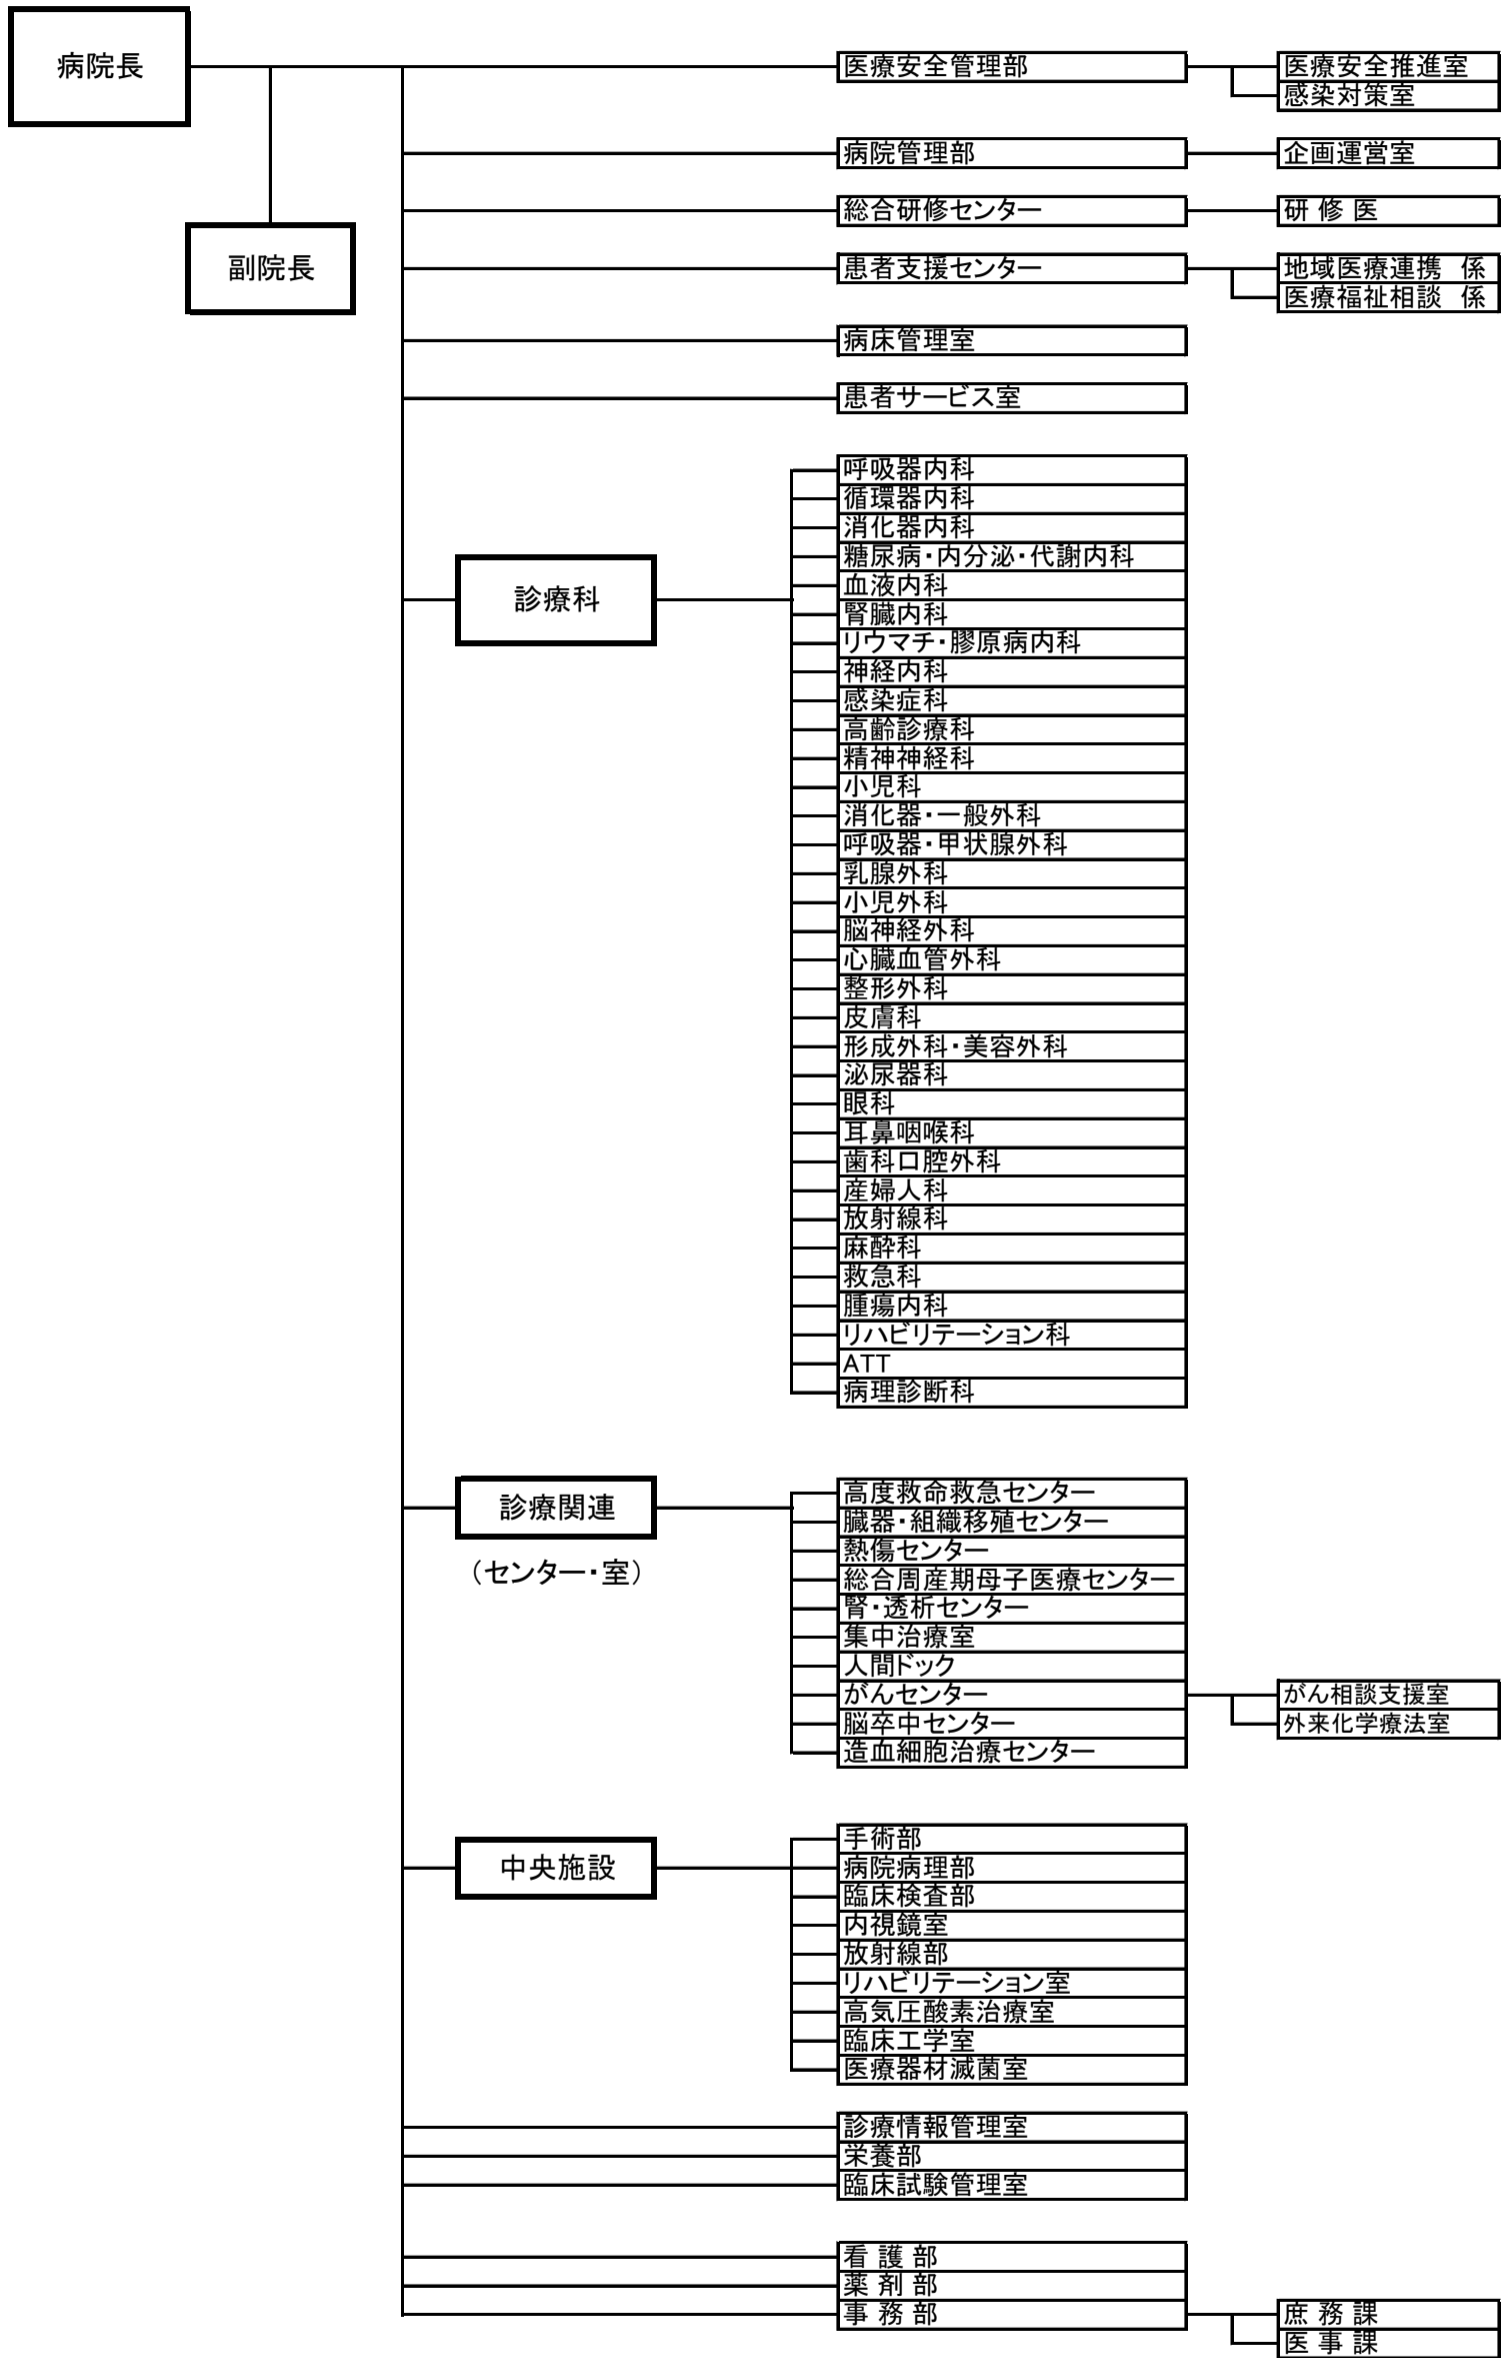 病院長
医療安全管理部
医療安全推進室
感染対策室
病院管理部
企画運営室
総合研修センター
研 修 医
副院長
患者支援センター
地域医療連携　係
医療福祉相談　係
病床管理室
患者サービス室
診療科
呼吸器内科
循環器内科
消化器内科
糖尿病・内分泌・代謝内科
血液内科
腎臓内科
リウマチ・膠原病内科
神経内科
感染症科
高齢診療科
精神神経科
小児科
消化器・一般外科
呼吸器・甲状腺外科
乳腺外科
小児外科
脳神経外科
心臓血管外科
整形外科
皮膚科
形成外科・美容外科
泌尿器科
眼科
耳鼻咽喉科
歯科口腔外科
産婦人科
放射線科
麻酔科
救急科
腫瘍内科
リハビリテーション科
ATT
病理診断科
診療関連
（センター・室）
高度救命救急センター
臓器・組織移殖センター
熱傷センター
総合周産期母子医療センター
腎・透析センター
集中治療室
人間ドック
がんセンター
がん相談支援室
外来化学療法室
脳卒中センター
造血細胞治療センター
中央施設
手術部
病院病理部
臨床検査部
内視鏡室
放射線部
リハビリテーション室
高気圧酸素治療室
臨床工学室
医療器材滅菌室
診療情報管理室
栄養部
臨床試験管理室
看 護 部
薬 剤 部
事 務 部
庶 務 課
医 事 課